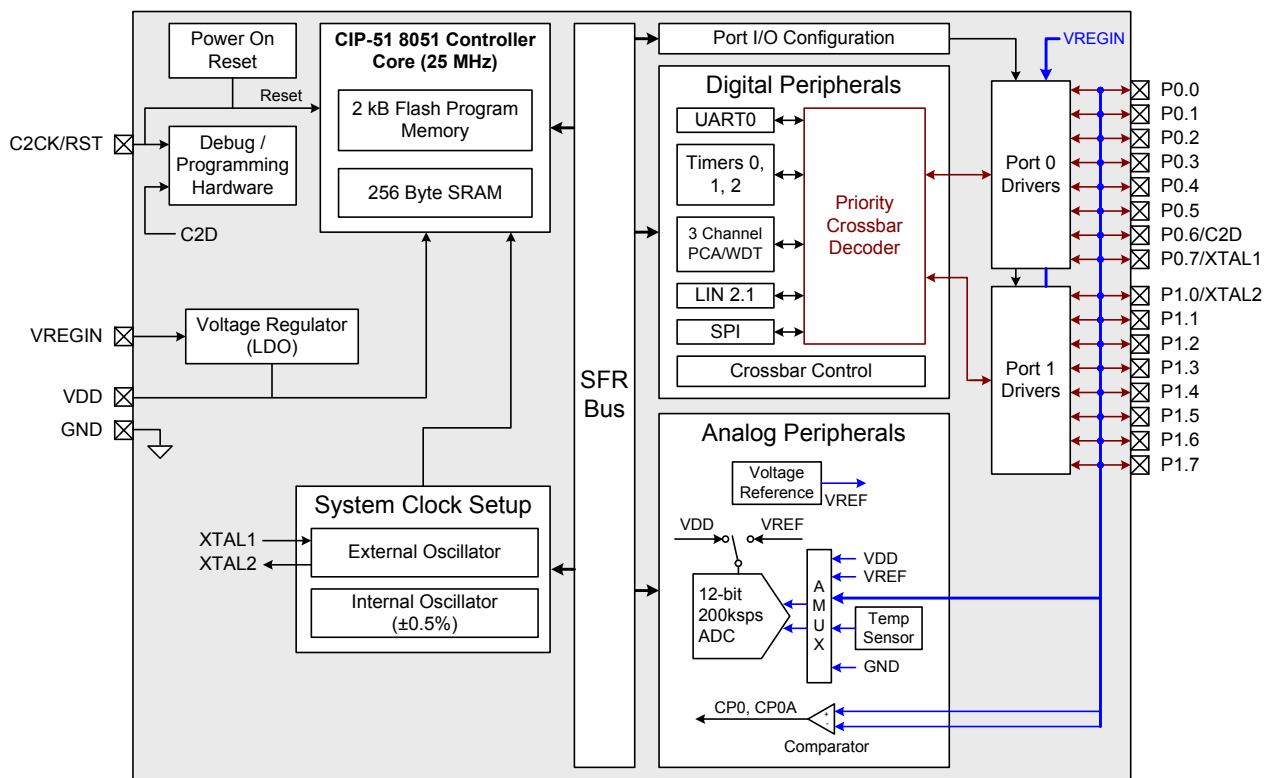 Power On
Reset
Reset
C2CK/RST
Debug /
Programming
Hardware
C2D
CIP-51 8051 Controller
Core (25 MHz)
2 kB Flash Program
Memory
256 Byte SRAM
VREGIN
Voltage Regulator
(LDO)
VDD
GND
System Clock Setup
XTAL1
XTAL2
External Oscillator
Internal Oscillator
(±0.5%)
SFR
Bus
Port I/O Configuration
Digital Peripherals
UART0
Timers 0,
1, 2
3 Channel
PCA/WDT
LIN 2.1
SPI
Priority
Crossbar
Decoder
Crossbar Control
Analog Peripherals
Voltage
Reference
VREF
VDD
VREF
12-bit
200ksps
ADC
A
M
U
X
VDD
VREF
Temp
Sensor
GND
CP0, CP0A
+
-
Comparator
VREGIN
Port 0
Drivers
Port 1
Drivers
P0.0
P0.1
P0.2
P0.3
P0.4
P0.5
P0.6/C2D
P0.7/XTAL1
P1.0/XTAL2
P1.1
P1.2
P1.3
P1.4
P1.5
P1.6
P1.7